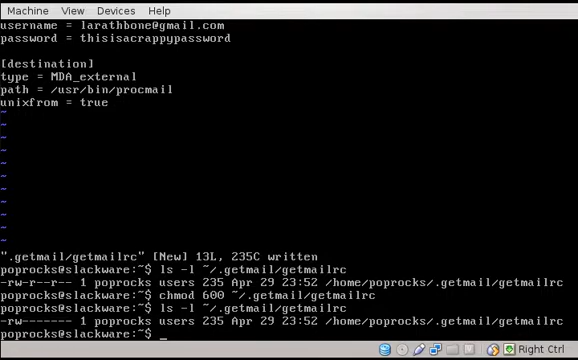 Machine View Devices Help
username = larathbone@gmail.com
password = thisisacrappypassword
[destination]
type = MDA_external
path = /usr/bin/procmail
unixfrom = true
~
~
~
~
~
~
~
~
~
~
~
".getmail/getmailrc" [New] 13L, 235C written
poprocks@slackware:~$ ls -l ~/.getmail/getmailrc
-rw-r--r-- 1 poprocks users 235 Apr 29 23:52 /home/poprocks/.getmail/getmailrc
poprocks@slackware:~$ chmod 600 ~/.getmail/getmailrc
poprocks@slackware:~$ ls -l ~/.getmail/getmailrc
-rw------- 1 poprocks users 235 Apr 29 23:52 /home/poprocks/.getmail/getmailrc
poprocks@slackware:~$ _
Right Ctrl